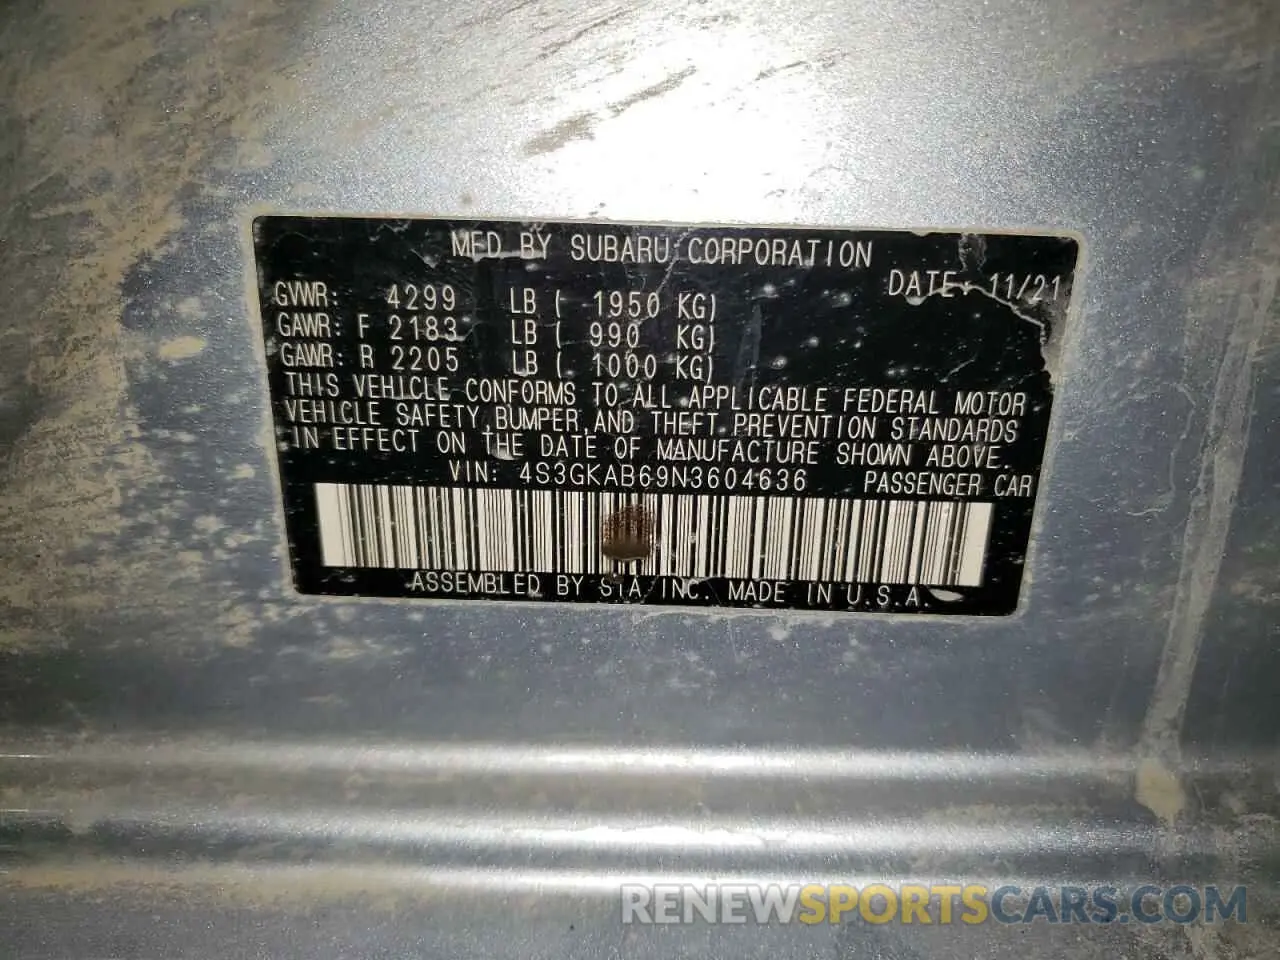 MFD BY SUBARU CORPORATION
DATE: 11/21
GVWR: 4299 LB ( 1950 KG)
GAWR: F 2183 LB ( 990 KG)
GAWR: R 2205 LB ( 1000 KG)
THIS VEHICLE CONFORMS TO ALL APPLICABLE FEDERAL MOTOR
VEHICLE SAFETY, BUMPER, AND THEFT PREVENTION STANDARDS
IN EFFECT ON THE DATE OF MANUFACTURE SHOWN ABOVE.
VIN: 4S3GKAB69N3604636 PASSENGER CAR
ASSEMBLED BY SIA, INC. MADE IN U.S.A.
RENEWSPORTSCARS.COM